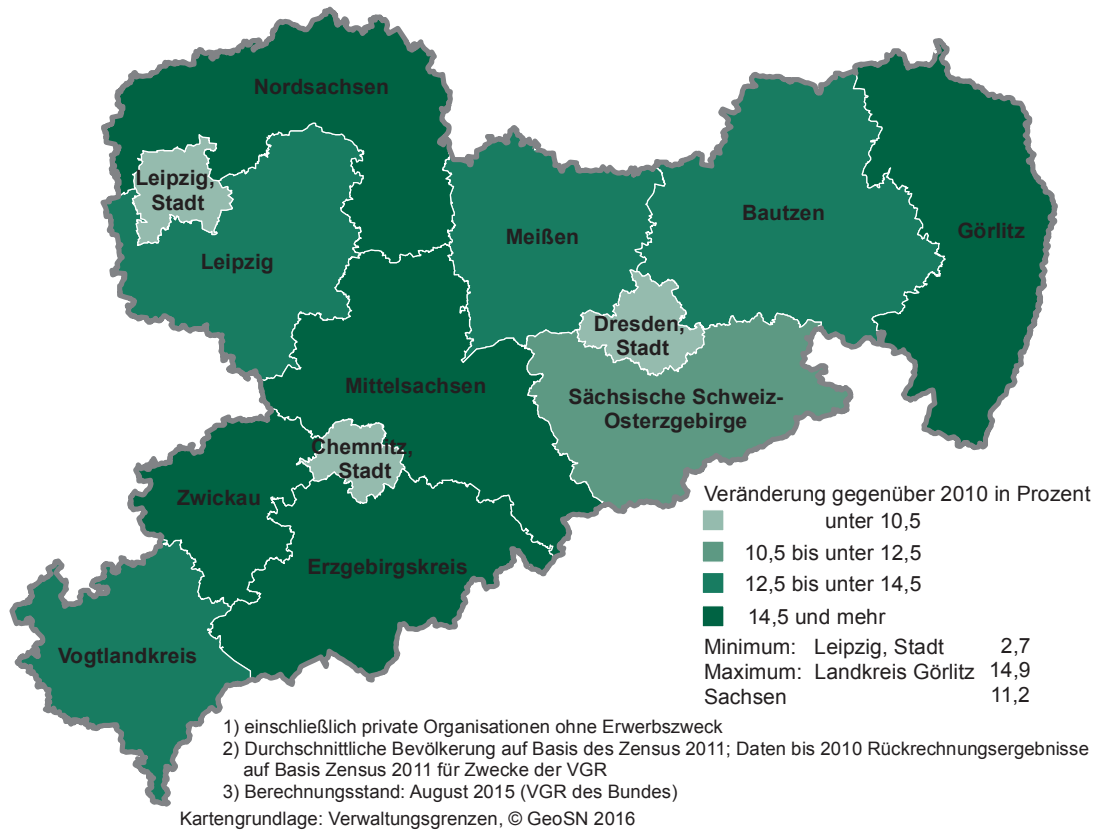 Nordsachsen
Leipzig,
Stadt
Leipzig
Meißen
Bautzen
Görlitz
Dresden,
Stadt
Mittelsachsen
Sächsische Schweiz-
Osterzgebirge
Chemnitz,
Stadt
Zwickau
Erzgebirgskreis
Vogtlandkreis
Veränderung gegenüber 2010 in Prozent
unter 10,5
10,5 bis unter 12,5
12,5 bis unter 14,5
14,5 und mehr
Minimum: Leipzig, Stadt 2,7
Maximum: Landkreis Görlitz 14,9
Sachsen 11,2
1) einschließlich private Organisationen ohne Erwerbszweck
2) Durchschnittliche Bevölkerung auf Basis des Zensus 2011; Daten bis 2010 Rückrechnungsergebnisse
auf Basis Zensus 2011 für Zwecke der VGR
3) Berechnungsstand: August 2015 (VGR des Bundes)
Kartengrundlage: Verwaltungsgrenzen, © GeoSN 2016